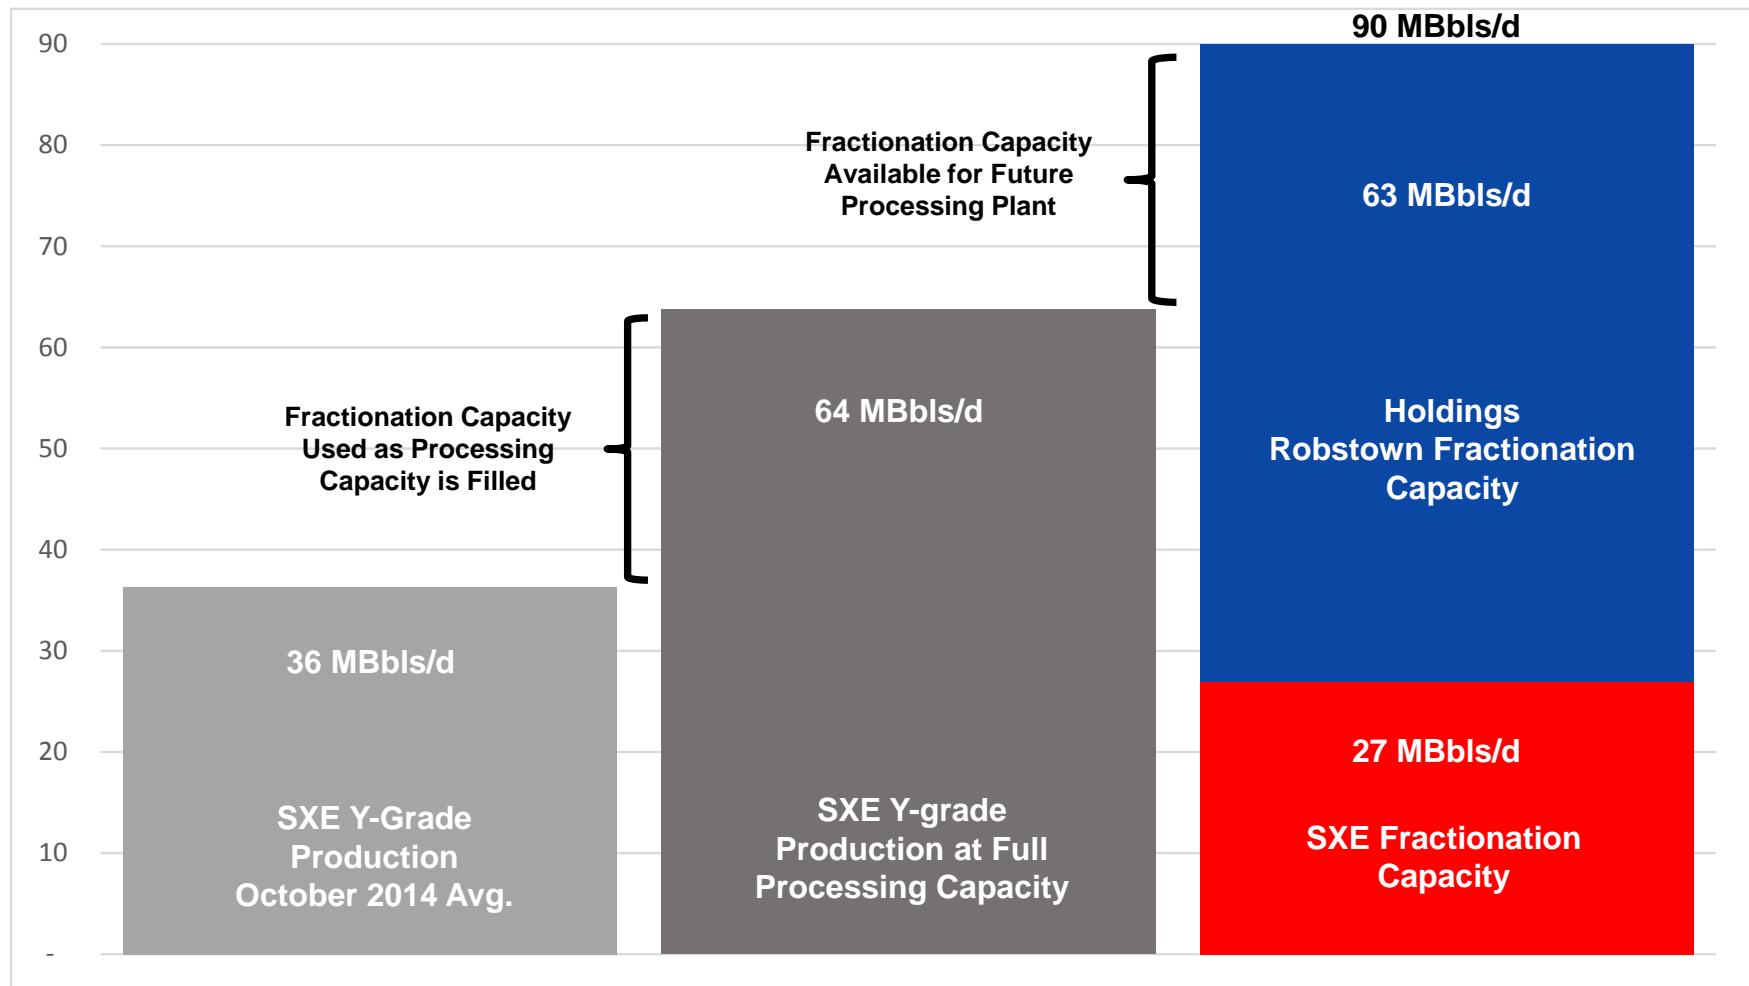 90 MBbls/d
90
80
70
60
50
40
30
20
10
-
Fractionation Capacity
Available for Future
Processing Plant
63 MBbls/d
Holdings
Robstown Fractionation
Capacity
27 MBbls/d
SXE Fractionation
Capacity
Fractionation Capacity
Used as Processing
Capacity is Filled
64 MBbls/d
SXE Y-grade
Production at Full
Processing Capacity
36 MBbls/d
SXE Y-Grade
Production
October 2014 Avg.